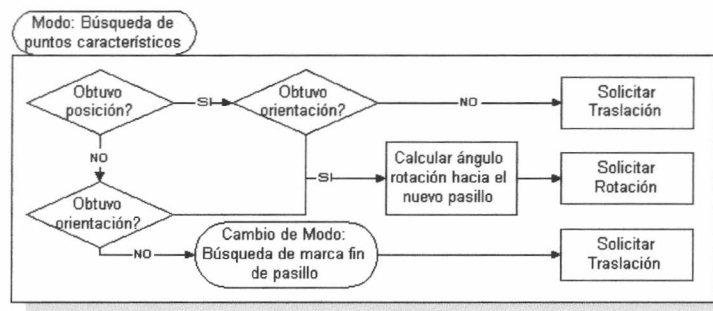 Modo: Búsqueda de
puntos característicos
Obtuvo
posición?
SI
Obtuvo
orientación?
NO
Solicitar
Traslación
NO
SI
Calcular ángulo
rotación hacia el
nuevo pasillo
Solicitar
Rotación
Obtuvo
orientación?
NO
Cambio de Modo:
Búsqueda de marca fin
de pasillo
Solicitar
Traslación